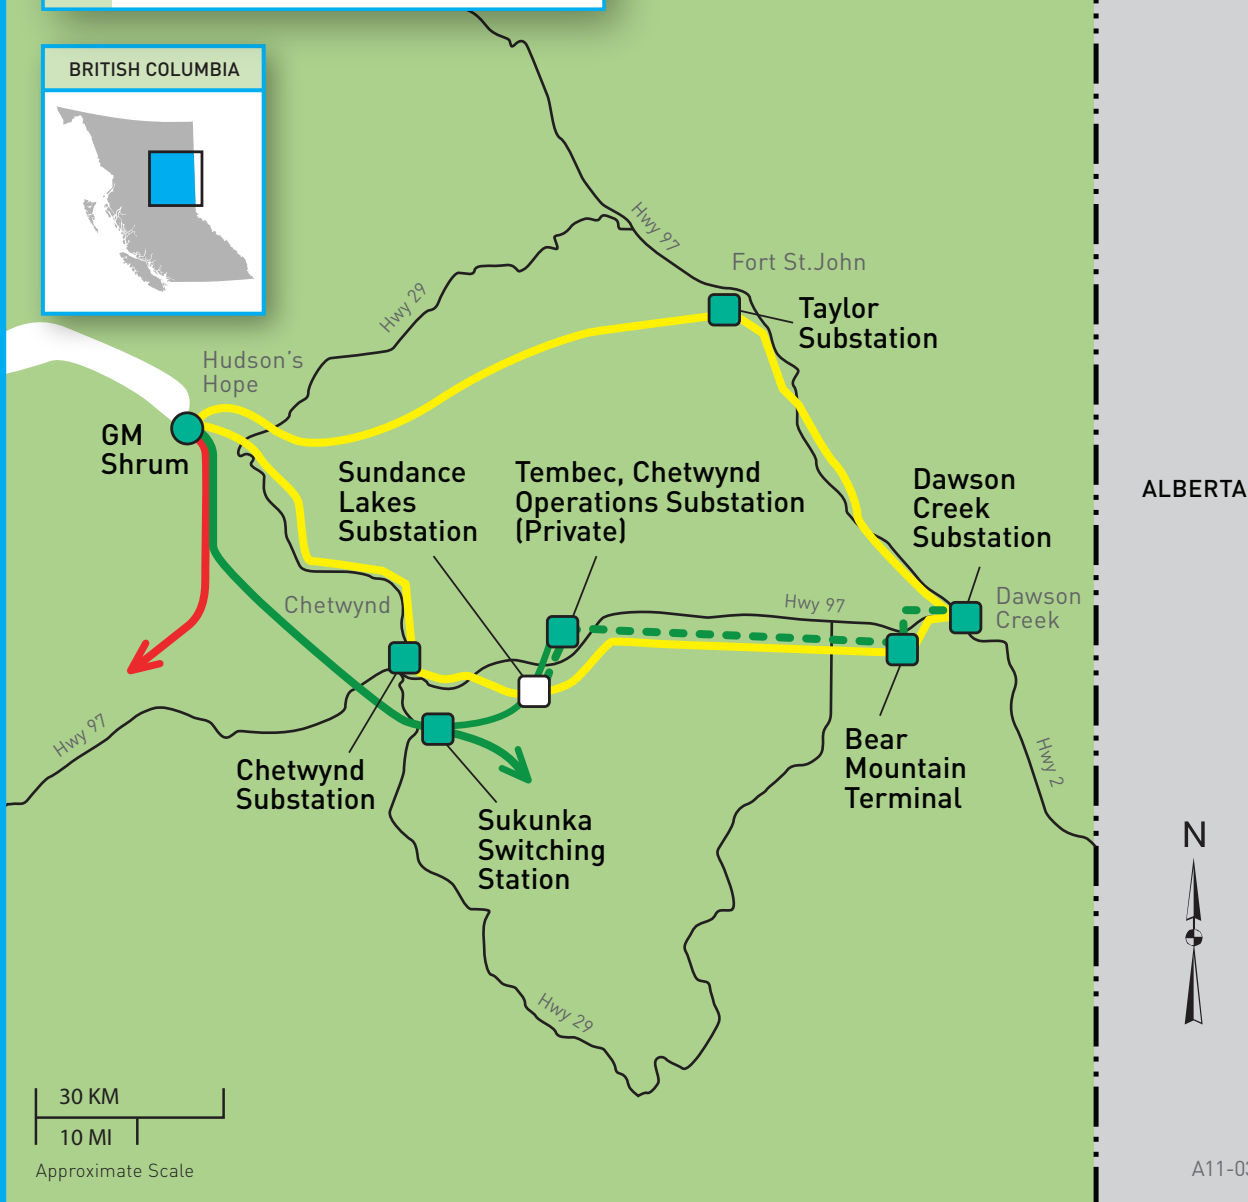 BRITISH COLUMBIA
Hwy 97
Fort St.John
Hwy 29
Taylor
Substation
Hudson's
Hope
GM
Shrum
Sundance
Lakes
Substation
Tembec, Chetwynd
Operations Substation
(Private)
Dawson
Creek
Substation
ALBERTA
Chetwynd
Hwy 97
Dawson
Creek
Hwy 97
Chetwynd
Substation
Bear
Mountain
Terminal
Hwy 2
Sukunka
Switching
Station
N
Hwy 29
30 KM
10 MI
Approximate Scale